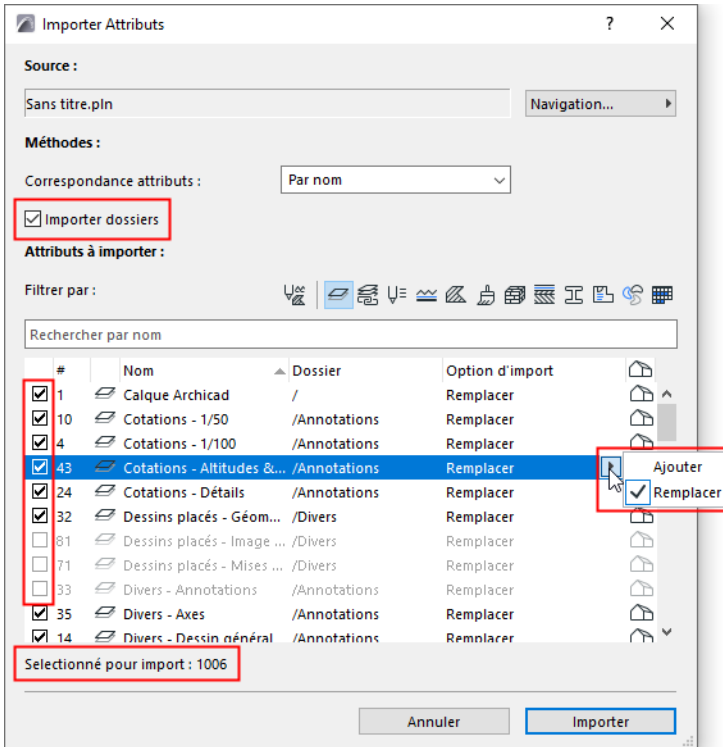 Importer Attributs ? ×
Source :
Sans titre.pln Navigation...
Méthodes :
Correspondance attributs : Par nom
Importer dossiers
Attributs à importer :
Filtrer par :
Rechercher par nom
# Nom Dossier Option d'import
1 Calque Archicad / Remplacer
10 Cotations - 1/50 /Annotations Remplacer
4 Cotations - 1/100 /Annotations Remplacer
43 Cotations - Altitudes &... /Annotations Remplacer
Ajouter
Remplacer
24 Cotations - Détails /Annotations Remplacer
32 Dessins placés - Géom... /Divers Remplacer
81 Dessins placés - Image ... /Divers Remplacer
71 Dessins placés - Mises ... /Divers Remplacer
33 Divers - Annotations /Annotations Remplacer
35 Divers - Axes /Annotations Remplacer
14 Divers - Dessin général /Annotations Remplacer
Selectionné pour import : 1006
Annuler Importer